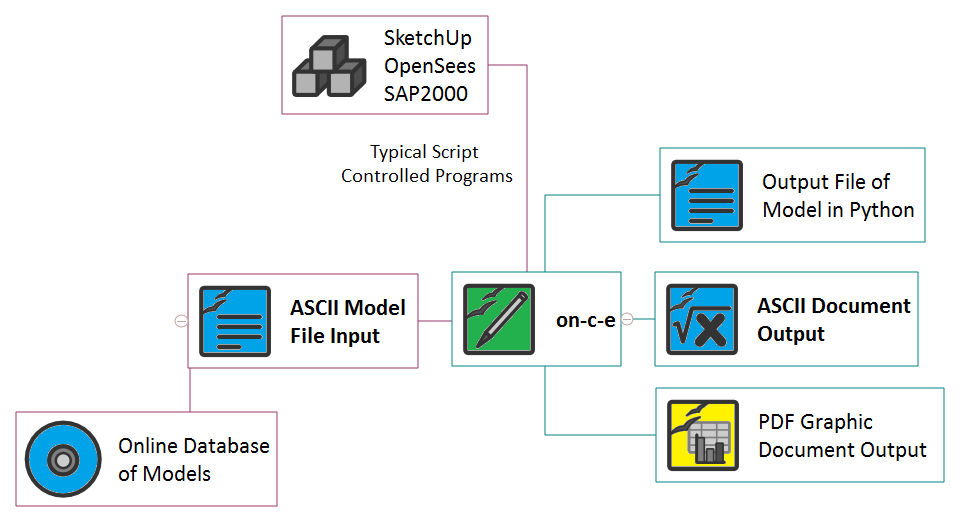 SketchUp
OpenSees
SAP2000
Typical Script
Controlled Programs
Output File of
Model in Python
ASCII Model
File Input
on-c-e
ASCII Document
Output
PDF Graphic
Document Output
Online Database
of Models